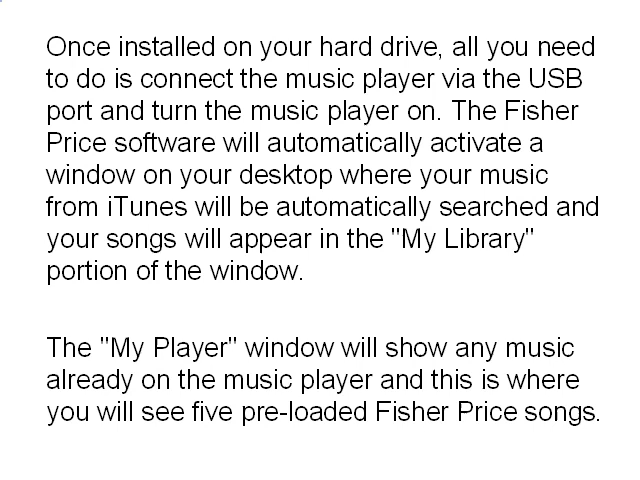 Once installed on your hard drive, all you need
to do is connect the music player via the USB
port and turn the music player on. The Fisher
Price software will automatically activate a
window on your desktop where your music
from iTunes will be automatically searched and
your songs will appear in the "My Library"
portion of the window.
The "My Player" window will show any music
already on the music player and this is where
you will see five pre-loaded Fisher Price songs.